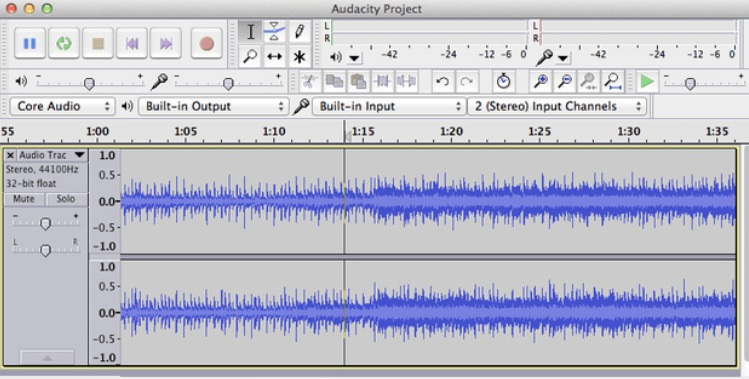 Audacity Project
L
R
-42 -24 -12 -6 0
L
R
-42 -24 -12 -6 0
- +
- +
- +
Core Audio Built-in Output Built-in Input 2 (Stereo) Input Channels
55 1:00 1:05 1:10 1:15 1:20 1:25 1:30 1:35
Audio Trac
Stereo, 44100Hz
32-bit float
Mute Solo
- +
L R
1.0
0.5
0.0
-0.5
-1.0
1.0
0.5
0.0
-0.5
-1.0